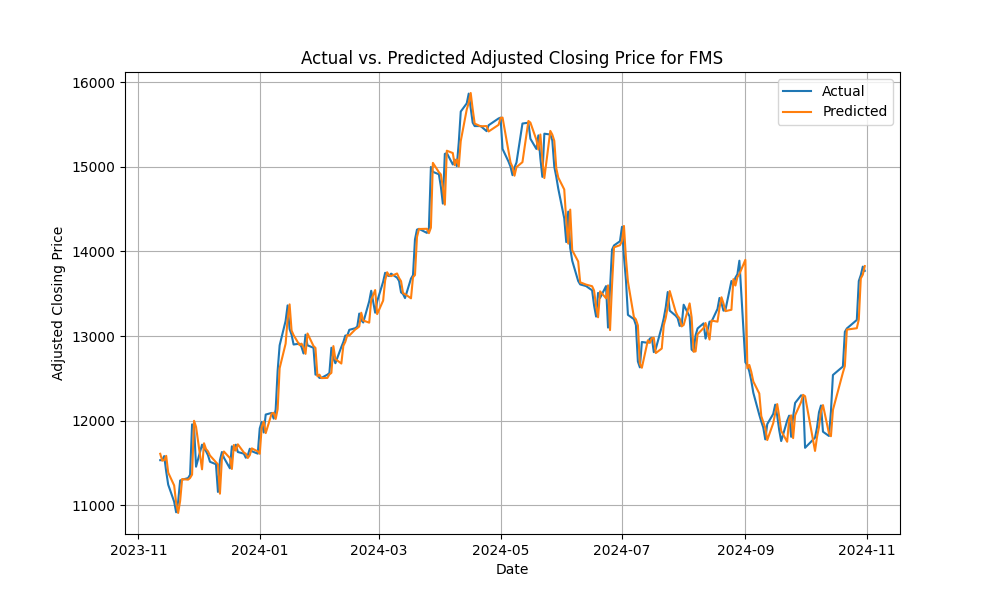 Actual vs. Predicted Adjusted Closing Price for FMS
Actual
Predicted
Adjusted Closing Price
16000
15000
14000
13000
12000
11000
2023-11 2024-01 2024-03 2024-05 2024-07 2024-09 2024-11
Date